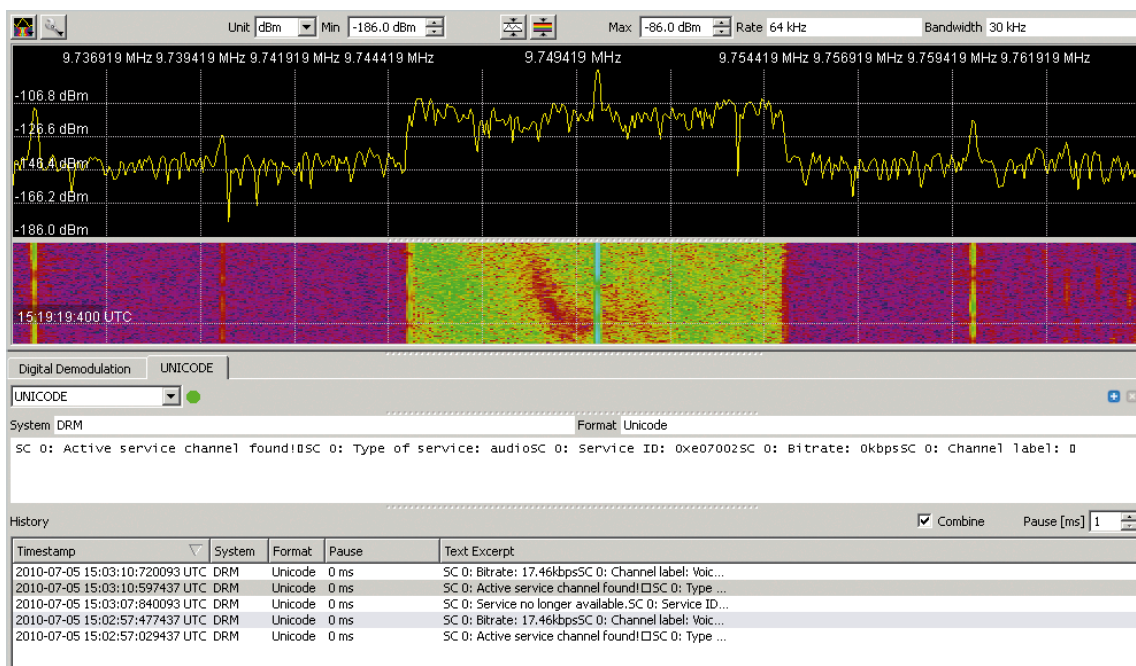 Unit dBm Min -186.0 dBm Max -86.0 dBm Rate 64 kHz Bandwidth 30 kHz
9.736919 MHz 9.739419 MHz 9.741919 MHz 9.744419 MHz 9.749419 MHz 9.754419 MHz 9.756919 MHz 9.759419 MHz 9.761919 MHz
-106.8 dBm
-126.6 dBm
-146.4 dBm
-166.2 dBm
-186.0 dBm
15:19:19:400 UTC
Digital Demodulation UNICODE
UNICODE
System DRM Format Unicode
SC 0: Active service channel found!▯SC 0: Type of service: audioSC 0: Service ID: 0xe07002SC 0: Bitrate: 0kbpsSC 0: Channel label: ▯
History Combine Pause [ms] 1
Timestamp System Format Pause Text Excerpt
2010-07-05 15:03:10:720093 UTC DRM Unicode 0 ms SC 0: Bitrate: 17.46kbpsSC 0: Channel label: Voic...
2010-07-05 15:03:10:597437 UTC DRM Unicode 0 ms SC 0: Active service channel found!□SC 0: Type ...
2010-07-05 15:03:07:840093 UTC DRM Unicode 0 ms SC 0: Service no longer available.SC 0: Service ID...
2010-07-05 15:02:57:477437 UTC DRM Unicode 0 ms SC 0: Bitrate: 17.46kbpsSC 0: Channel label: Voic...
2010-07-05 15:02:57:029437 UTC DRM Unicode 0 ms SC 0: Active service channel found!□SC 0: Type ...